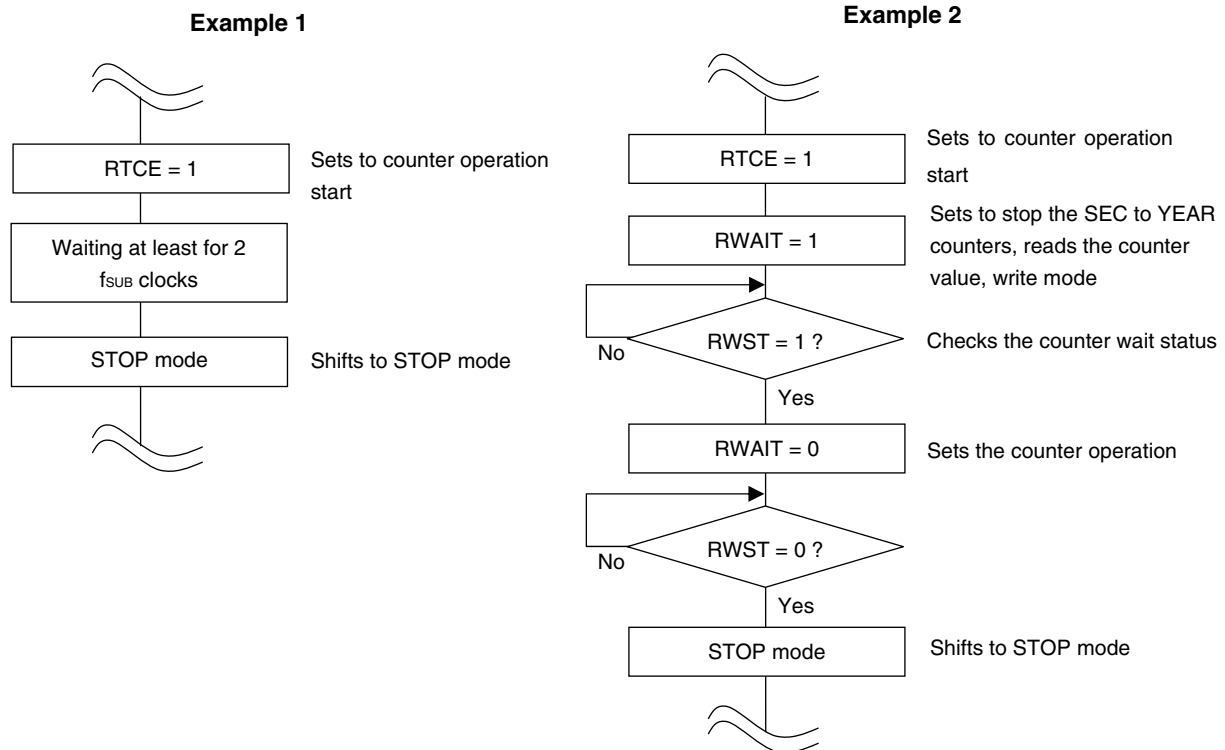 Example 1
RTCE = 1
Sets to counter operation
start
Waiting at least for 2
fSUB clocks
STOP mode
Shifts to STOP mode
Example 2
RTCE = 1
Sets to counter operation
start
RWAIT = 1
Sets to stop the SEC to YEAR
counters, reads the counter
value, write mode
RWST = 1 ?
No
Checks the counter wait status
Yes
RWAIT = 0
Sets the counter operation
RWST = 0 ?
No
Yes
STOP mode
Shifts to STOP mode